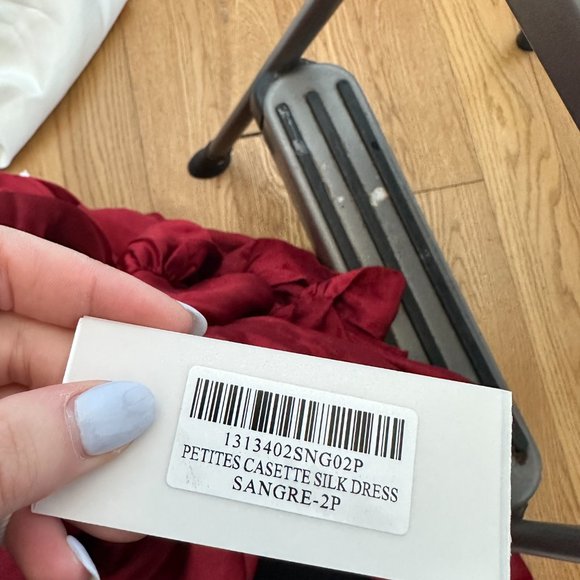 1313402SNG02P
PETITES CASETTE SILK DRESS
SANGRE-2P